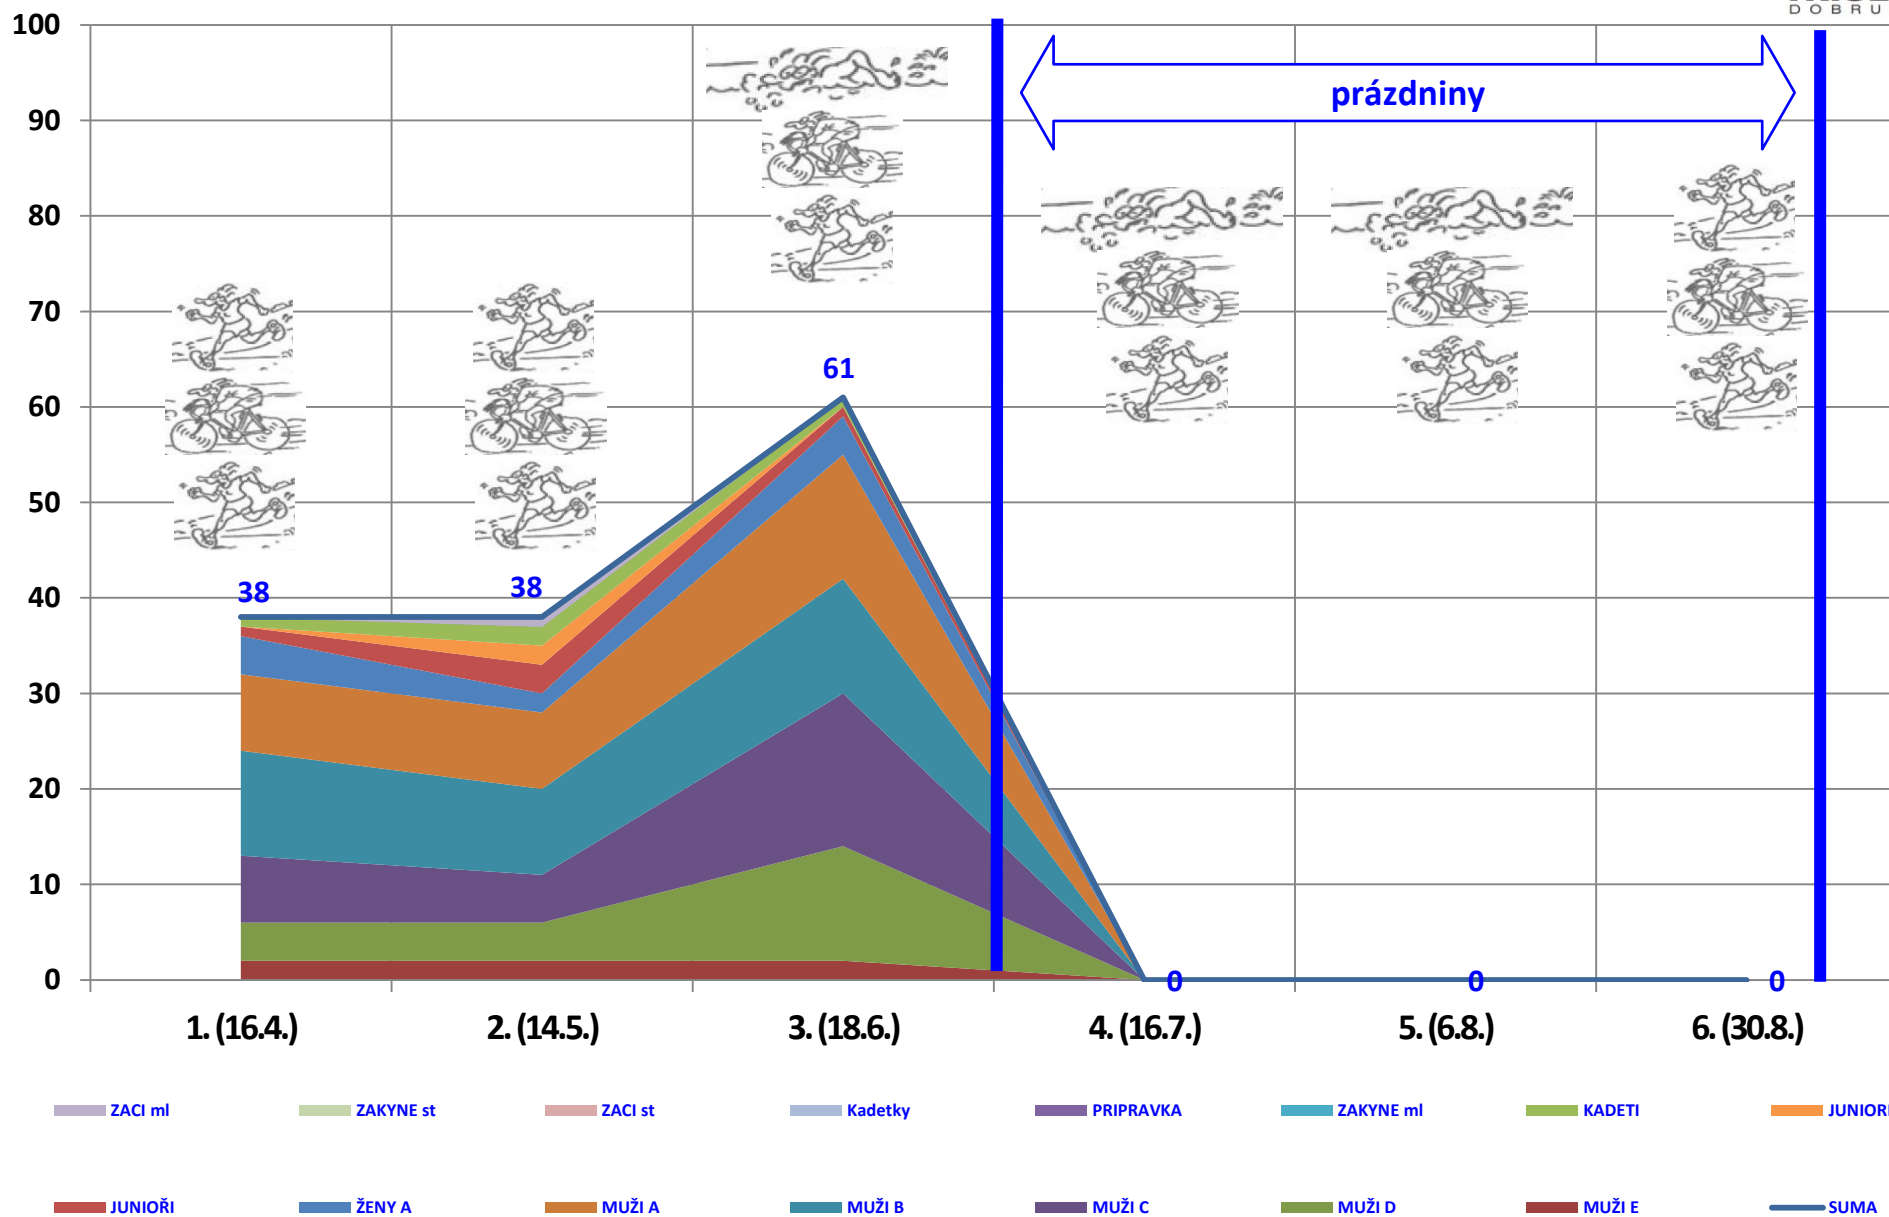 DOBRU
100
prázdniny
90
80
70
61
60
50
38
38
40
30
20
10
0
0
0
0
1. (16.4.)
2. (14.5.)
3. (18.6.)
4. (16.7.)
5. (6.8.)
6. (30.8.)
ZACI ml
ZAKYNE st
ZACI st
Kadetky
PRIPRAVKA
ZAKYNE ml
KADETI
JUNIOR
JUNIOŘI
ŽENY A
MUŽI A
MUŽI B
MUŽI C
MUŽI D
MUŽI E
SUMA